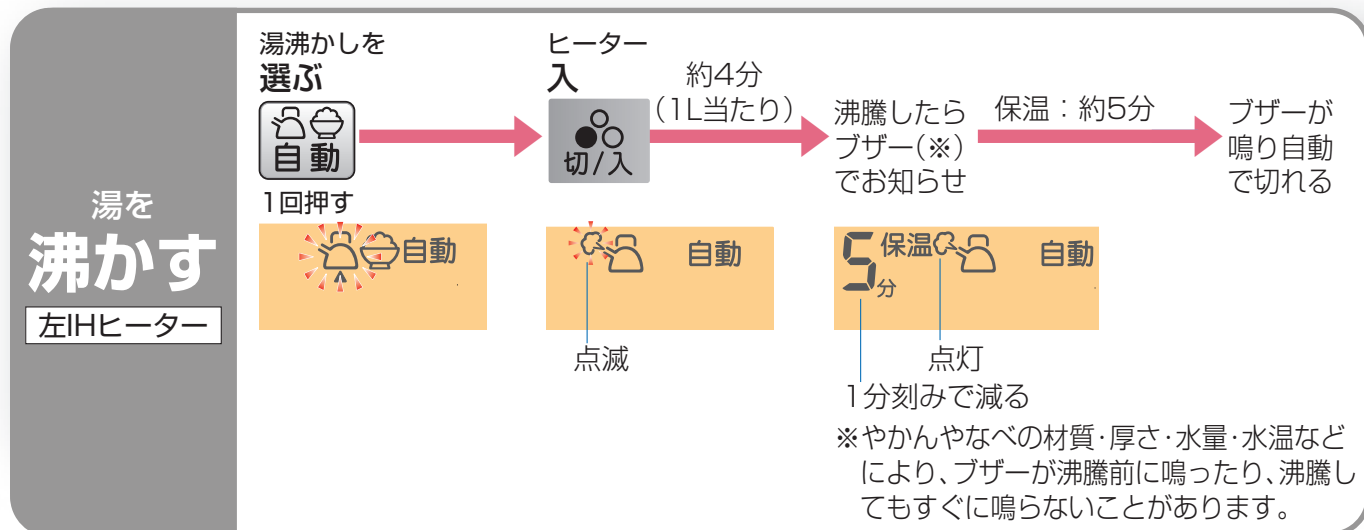 湯を
沸かす
左IHヒーター
湯沸かしを
選ぶ
自動
1回押す
ヒーター
入
切/入
約4分
（1L当たり）
沸騰したら
ブザー（※）
でお知らせ
保温：約5分
ブザーが
鳴り自動
で切れる
自動
自動
点滅
5分 保温 自動
点灯
1分刻みで減る
※やかんやなべの材質・厚さ・水量・水温など
により、ブザーが沸騰前に鳴ったり、沸騰し
てもすぐに鳴らないことがあります。